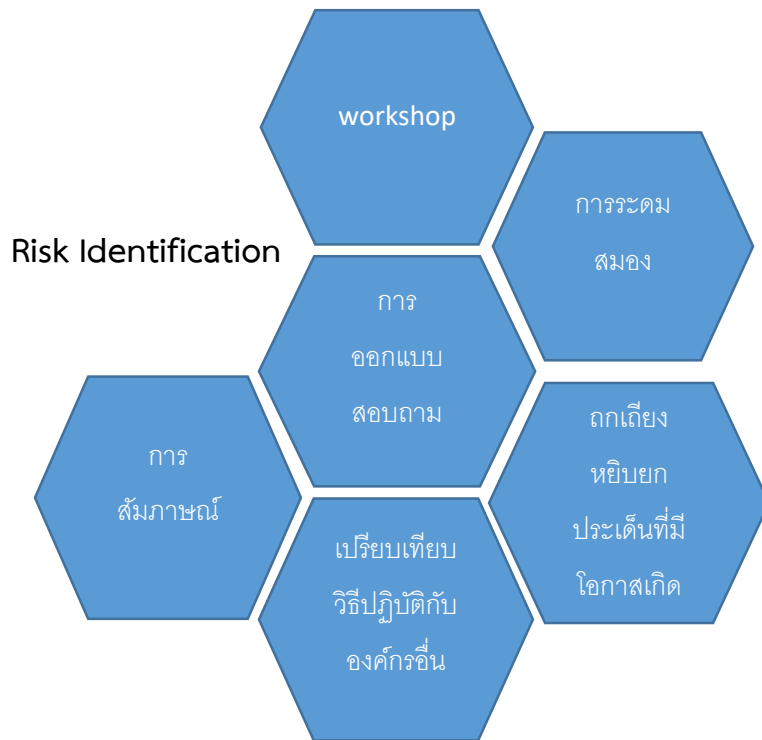 workshop
การระดม
สมอง
Risk Identification
การ
ออกแบบ
สอบถาม
การ
สัมภาษณ์
ถกเถียง
หยิบยก
ประเด็นที่มี
โอกาสเกิด
เปรียบเทียบ
วิธีปฏิบัติกับ
องค์กรอื่น